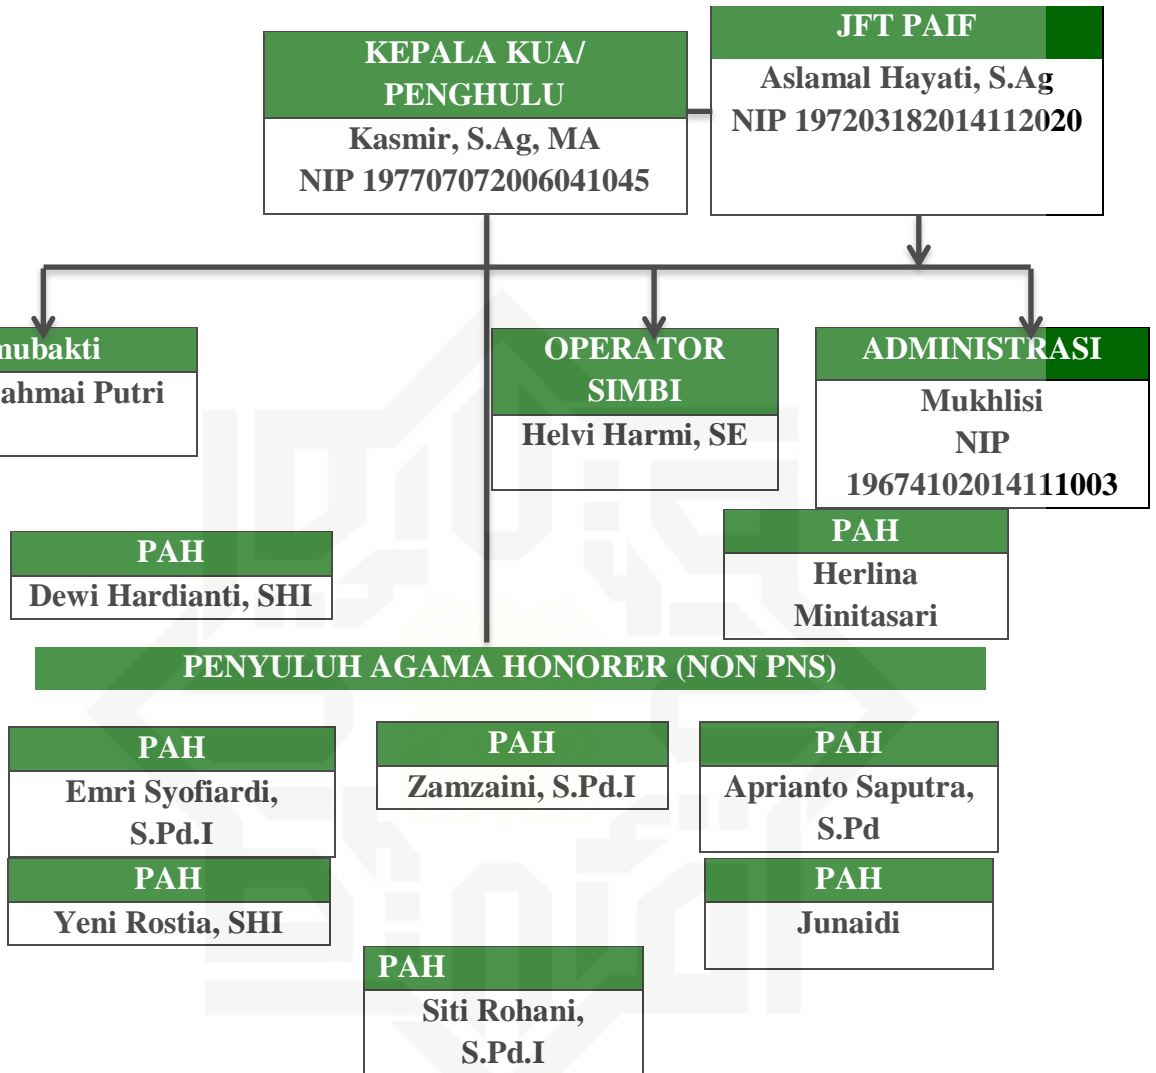 JFT PAIF
Aslamal Hayati, S.Ag
NIP 197203182014112020
KEPALA KUA/
PENGHULU
Kasmir, S.Ag, MA
NIP 197707072006041045
mubakti
ahmai Putri
OPERATOR
SIMBI
Helvi Harmi, SE
ADMINISTRASI
Mukhlisi
NIP
19674102014111003
PAH
Dewi Hardianti, SHI
PAH
Herlina
Minitasari
PENYULUH AGAMA HONORER (NON PNS)
PAH
Emri Syofiardi,
S.Pd.I
PAH
Zamzaini, S.Pd.I
PAH
Aprianto Saputra,
S.Pd
PAH
Yeni Rostia, SHI
PAH
Junaidi
PAH
Siti Rohani,
S.Pd.I